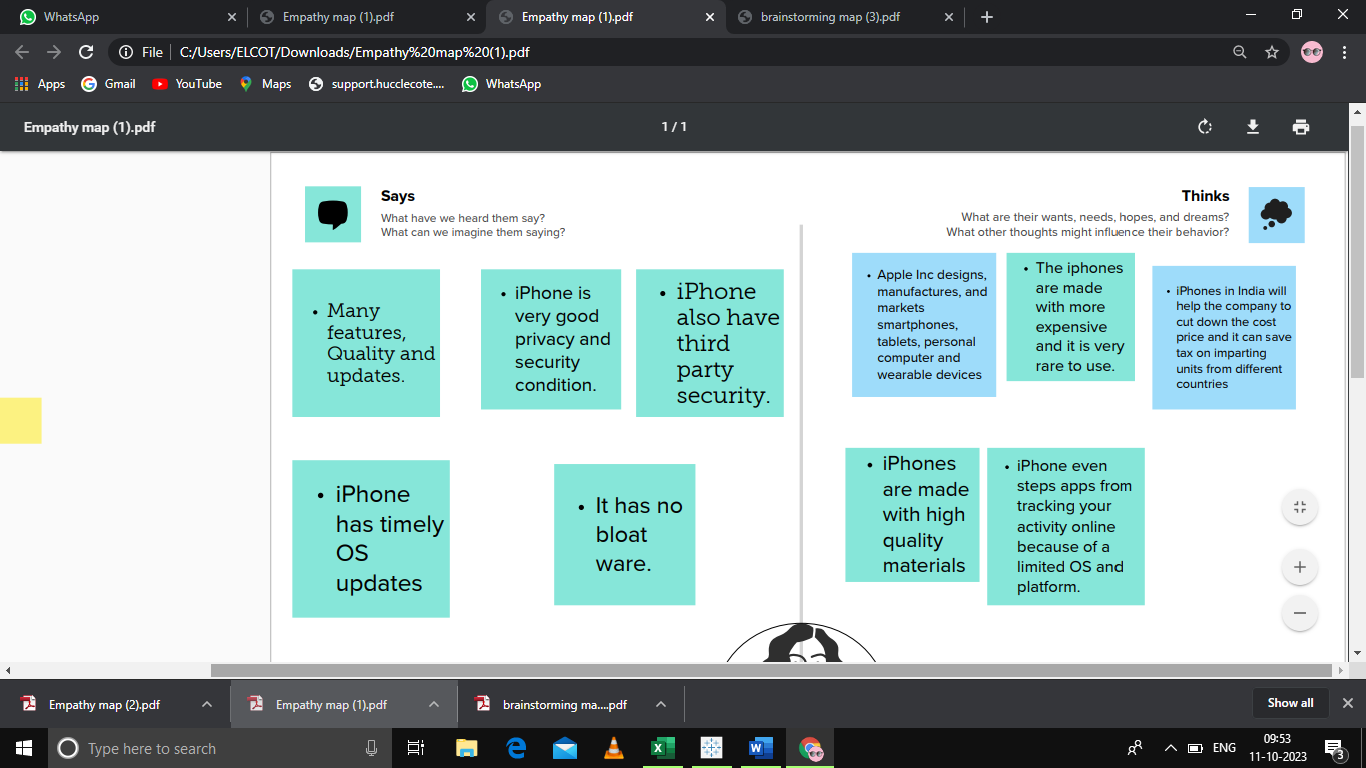 WhatsApp
Empathy map (1).pdf
Empathy map (1).pdf
brainstorming map (3).pdf
File
C:/Users/ELCOT/Downloads/Empathy%20map%20(1).pdf
Apps
Gmail
YouTube
Maps
support.hucclecote....
WhatsApp
Empathy map (1).pdf
1 / 1
Says
What have we heard them say?
What can we imagine them saying?
Thinks
What are their wants, needs, hopes, and dreams?
What other thoughts might influence their behavior?
• Many
features,
Quality and
updates.
• iPhone is
very good
privacy and
security
condition.
• iPhone
also have
third
party
security.
• Apple Inc designs,
manufactures, and
markets
smartphones,
tablets, personal
computer and
wearable devices
• The iphones
are made
with more
expensive
and it is very
rare to use.
• iPhones in India will
help the company to
cut down the cost
price and it can save
tax on imparting
units from different
countries
• iPhone
has timely
OS
updates
• It has no
bloat
ware.
• iPhones
are made
with high
quality
materials
• iPhone even
steps apps from
tracking your
activity online
because of a
limited OS and
platform.
Empathy map (2).pdf
Empathy map (1).pdf
brainstorming ma....pdf
Show all
Type here to search
ENG
09:53
11-10-2023
3